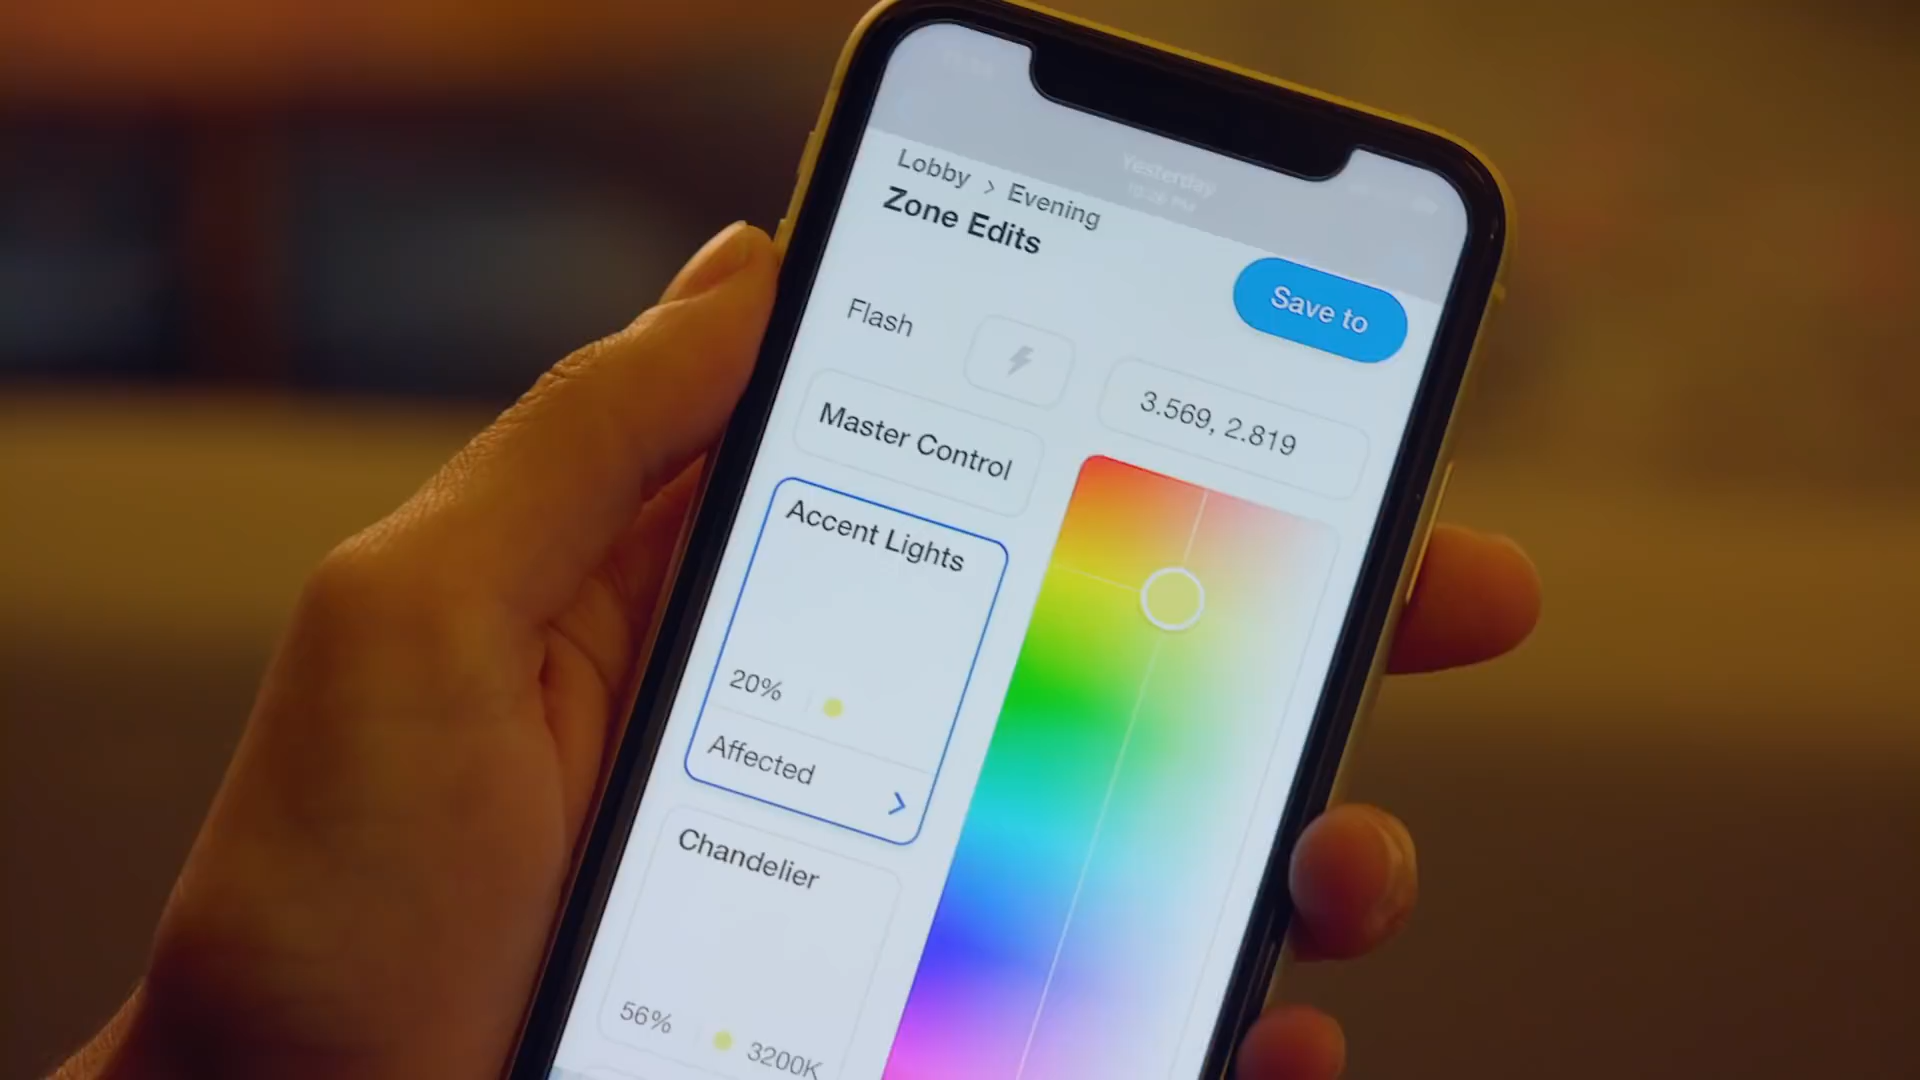 Yesterday
Lobby > Evening
Zone Edits
Save to
Flash
3.569, 2.819
Master Control
Accent Lights
20%
Affected
Chandelier
56%
3200K